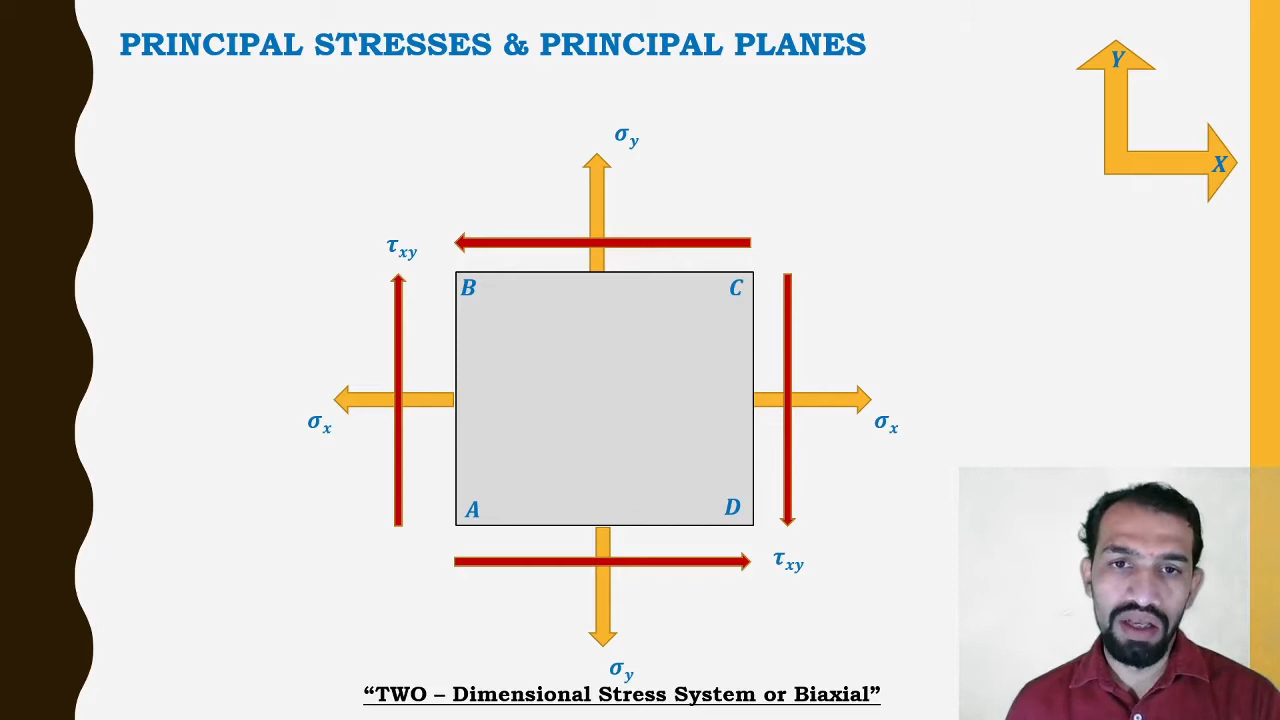 PRINCIPAL STRESSES & PRINCIPAL PLANES
Y
X
σy
τxy
B
C
σx
σx
A
D
τxy
σy
“TWO – Dimensional Stress System or Biaxial”